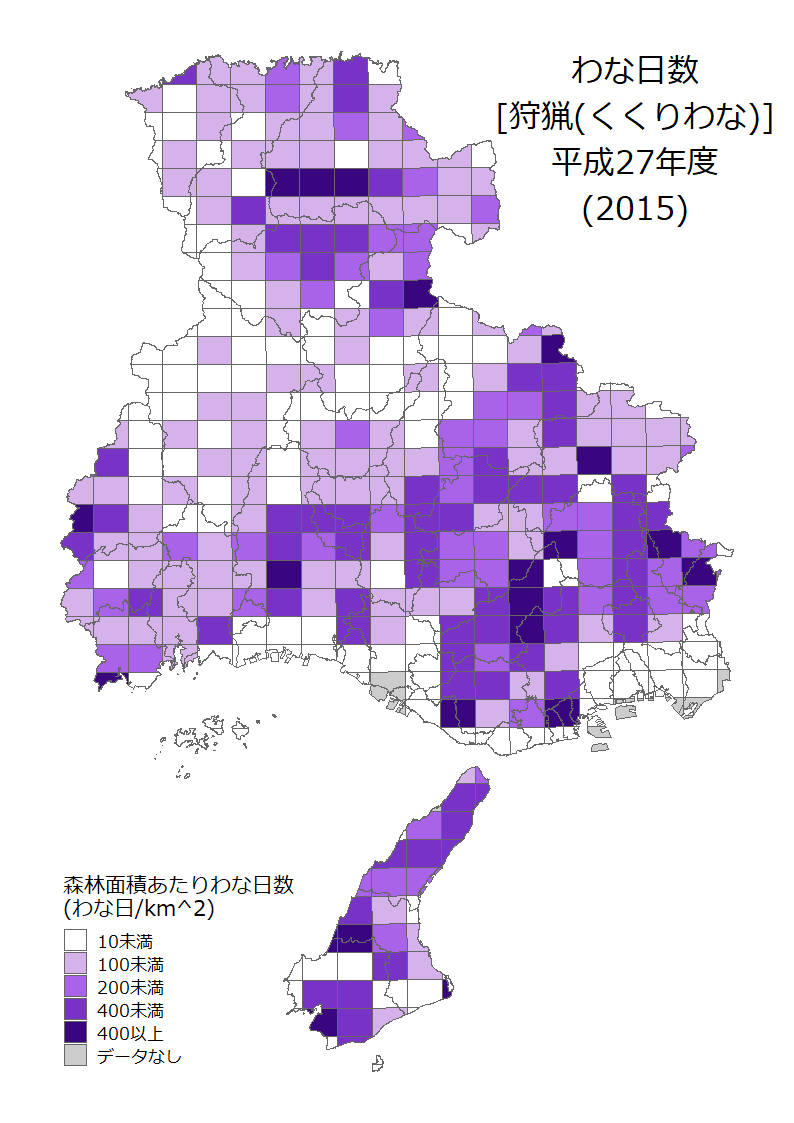 わな日数
[狩猟(くくりわな)]
平成27年度
(2015)
森林面積あたりわな日数
(わな日/km^2)
10未満
100未満
200未満
400未満
400以上
データなし